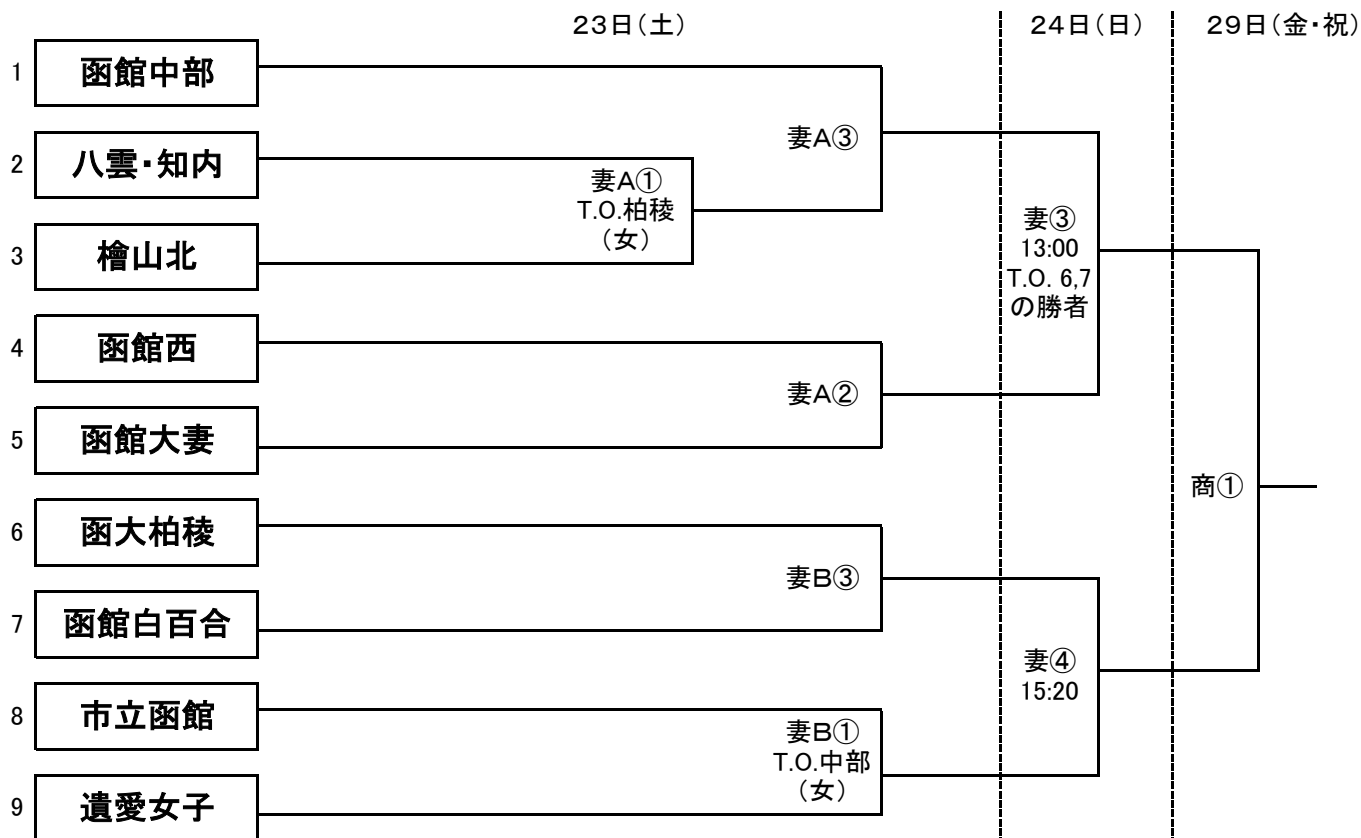 23日(土)
24日(日)
29日(金・祝)
1 函館中部
2 八雲・知内
3 檜山北
4 函館西
5 函館大妻
6 函大柏稜
7 函館白百合
8 市立函館
9 遺愛女子
妻A①
T.O.柏稜
(女)
妻A③
妻A②
妻B③
妻B①
T.O.中部
(女)
妻③
13:00
T.O. 6,7
の勝者
妻④
15:20
商①